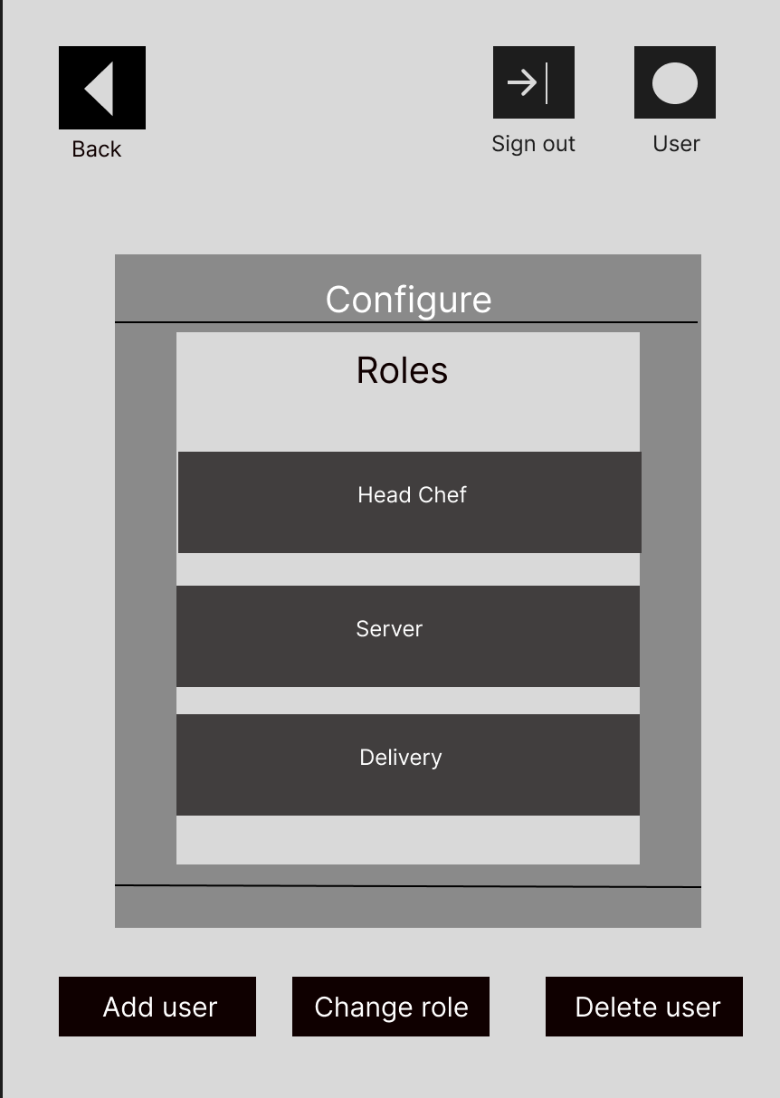 Back
Sign out
User
Configure
Roles
Head Chef
Server
Delivery
Add user
Change role
Delete user